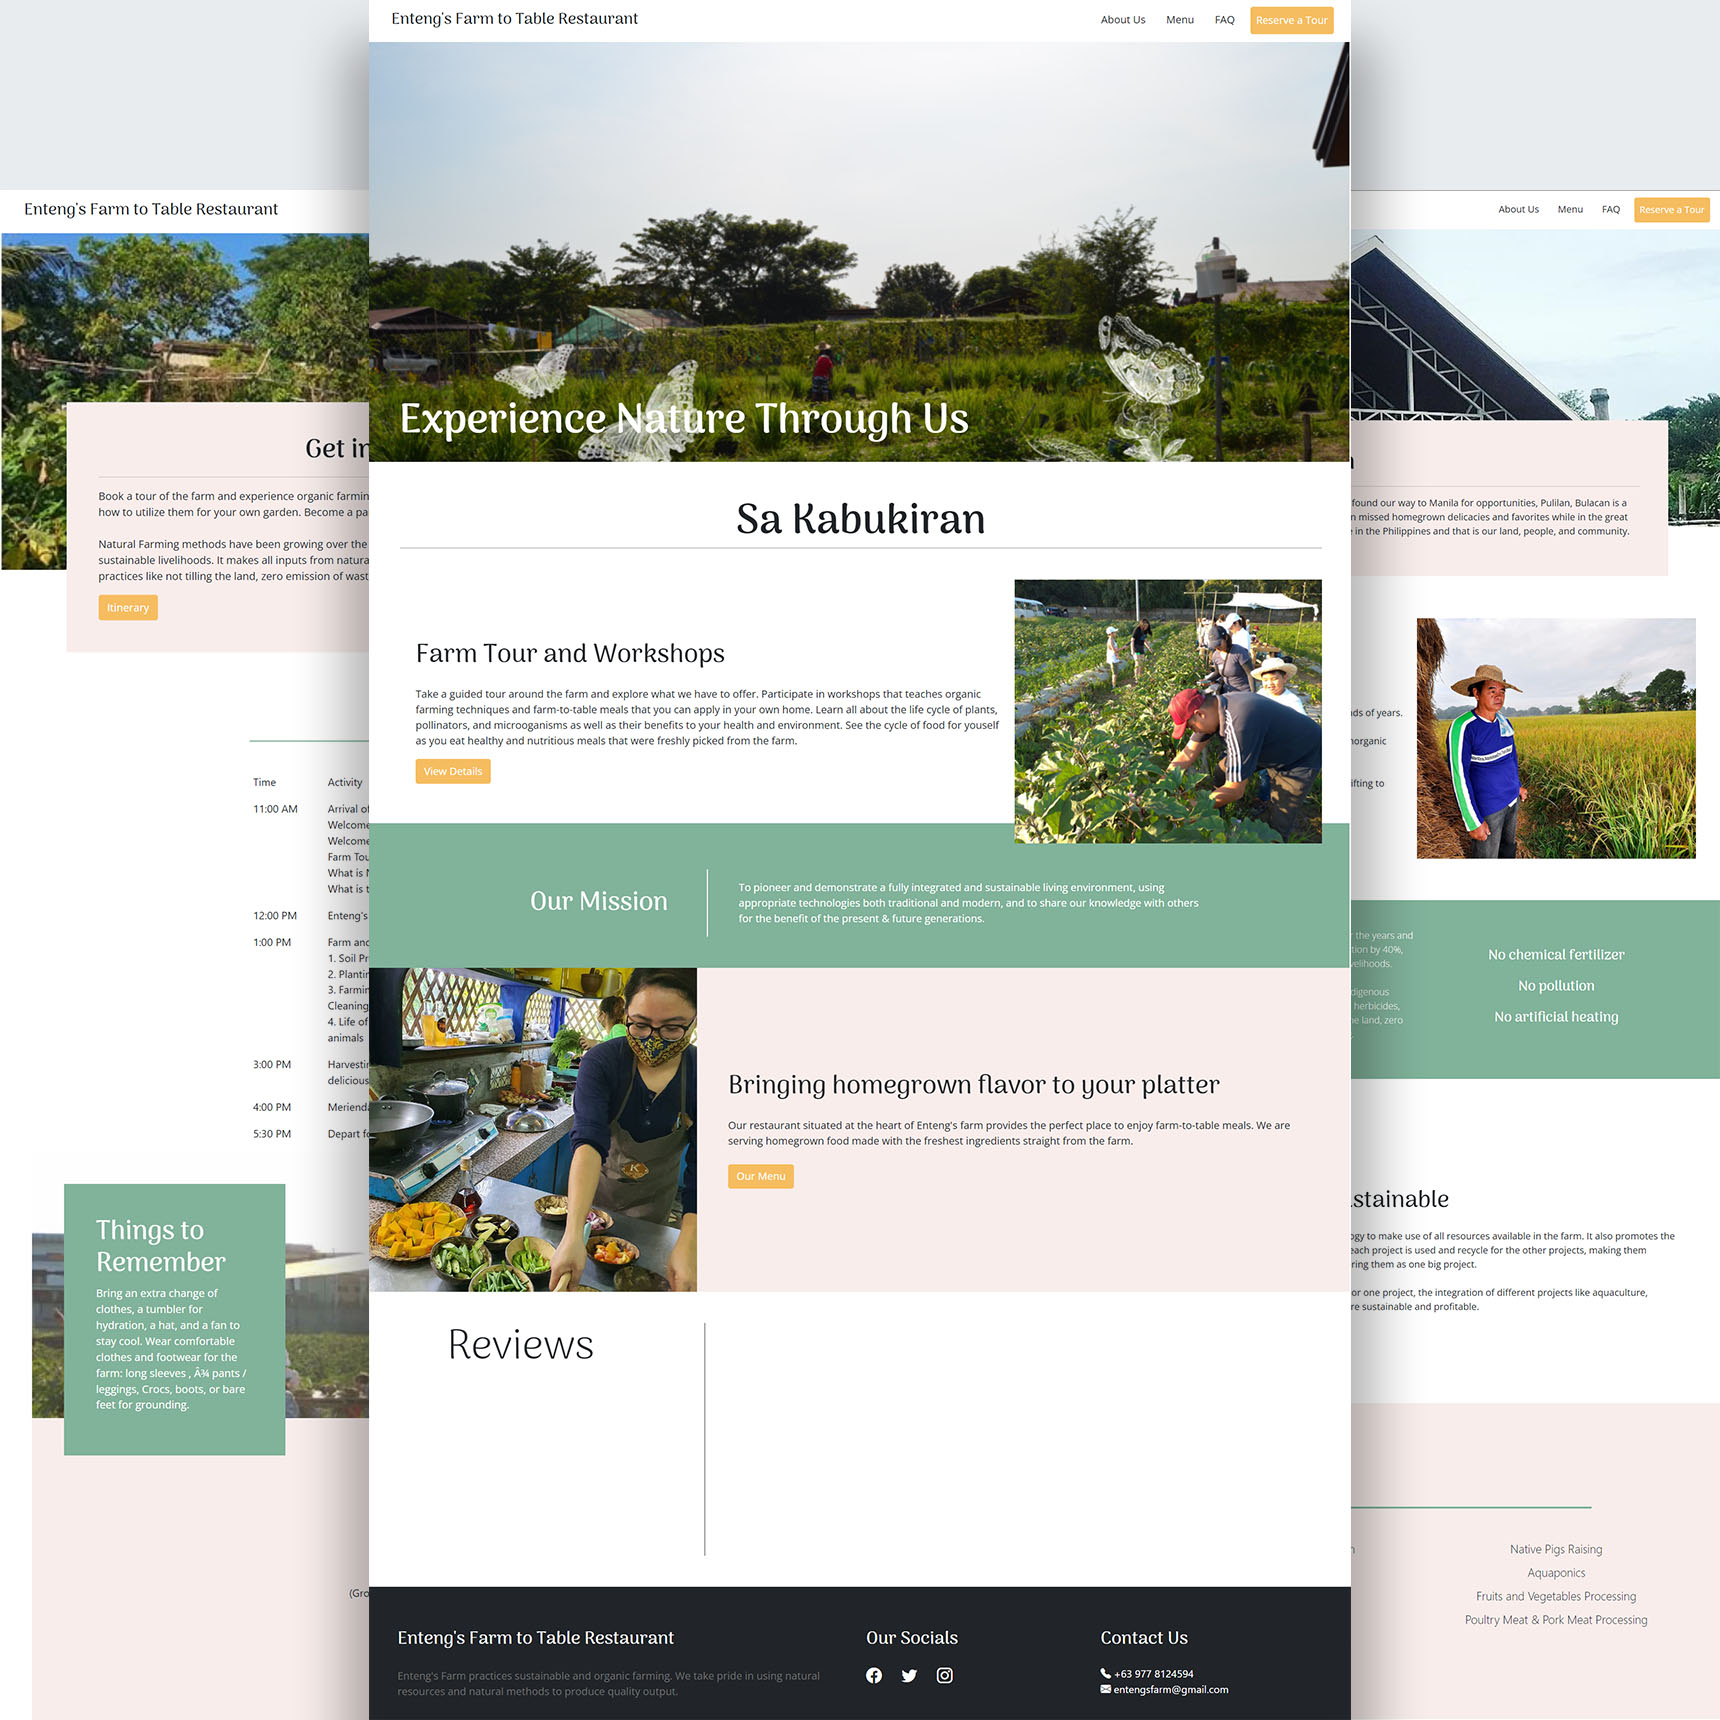 Enteng's Farm to Table Restaurant
About Us
Menu
FAQ
Reserve a Tour
Experience Nature Through Us
Sa Kabukiran
Farm Tour and Workshops
Take a guided tour around the farm and explore what we have to offer. Participate in workshops that teaches organic
farming techniques and farm-to-table meals that you can apply in your own home. Learn all about the life cycle of plants,
pollinators, and microoganisms as well as their benefits to your health and environment. See the cycle of food for youself
as you eat healthy and nutritious meals that were freshly picked from the farm.
View Details
Our Mission
To pioneer and demonstrate a fully integrated and sustainable living environment, using
appropriate technologies both traditional and modern, and to share our knowledge with others
for the benefit of the present & future generations.
Bringing homegrown flavor to your platter
Our restaurant situated at the heart of Enteng's farm provides the perfect place to enjoy farm-to-table meals. We are
serving homegrown food made with the freshest ingredients straight from the farm.
Our Menu
Reviews
Enteng's Farm to Table Restaurant
Enteng's Farm practices sustainable and organic farming. We take pride in using natural
resources and natural methods to produce quality output.
Our Socials
Contact Us
+63 977 8124594
entengsfarm@gmail.com
Enteng's Farm to Table Restaurant
Get in
Book a tour of the farm and experience organic farmin
how to utilize them for your own garden. Become a pa
Natural Farming methods have been growing over the
sustainable livelihoods. It makes all inputs from natura
practices like not tilling the land, zero emission of wast
Itinerary
Time Activity
11:00 AM Arrival of
Welcome
Welcome
Farm Tou
What is N
What is t
12:00 PM Enteng's
1:00 PM Farm and
1. Soil Pr
2. Plantin
3. Farmin
Cleaning
4. Life of
animals
3:00 PM Harvestin
delicious
4:00 PM Merienda
5:30 PM Depart fo
Things to
Remember
Bring an extra change of
clothes, a tumbler for
hydration, a hat, and a fan to
stay cool. Wear comfortable
clothes and footwear for the
farm: long sleeves , Â¾ pants /
leggings, Crocs, boots, or bare
feet for grounding.
(Gro
About Us
Menu
FAQ
Reserve a Tour
found our way to Manila for opportunities, Pulilan, Bulacan is a
n missed homegrown delicacies and favorites while in the great
in the Philippines and that is our land, people, and community.
nds of years.
norganic
ifting to
r the years and
tion by 40%,
velihoods.
digenous
herbicides,
he land, zero
No chemical fertilizer
No pollution
No artificial heating
stainable
ogy to make use of all resources available in the farm. It also promotes the
each project is used and recycle for the other projects, making them
ring them as one big project.
or one project, the integration of different projects like aquaculture,
re sustainable and profitable.
Native Pigs Raising
Aquaponics
Fruits and Vegetables Processing
Poultry Meat & Pork Meat Processing